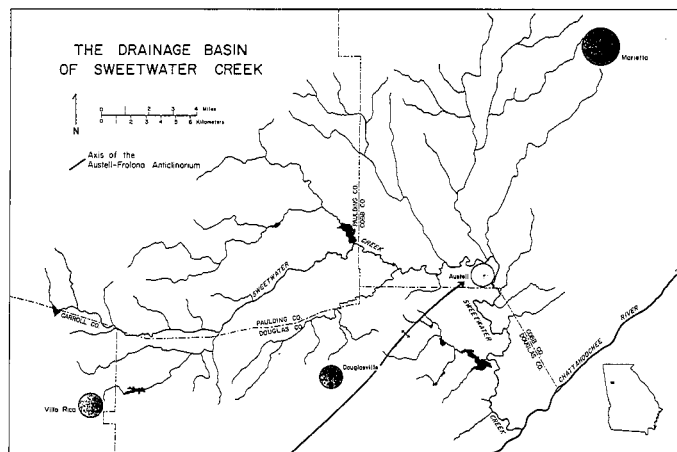 THE DRAINAGE BASIN
OF SWEETWATER CREEK
Marietta
0 1 2 3 4 Miles
0 1 2 3 4 5 6 Kilometers
N
Axis of the
Austell-Frolona Anticlinorium
PAULDING CO.
COBB CO.
CREEK
Austell
SWEETWATER
CARROLL CO.
PAULDING CO.
DOUGLAS CO.
SWEETWATER
COBB CO.
DOUGLAS CO.
CHATTAHOOCHEE RIVER
Douglasville
Villa Rica
CREEK